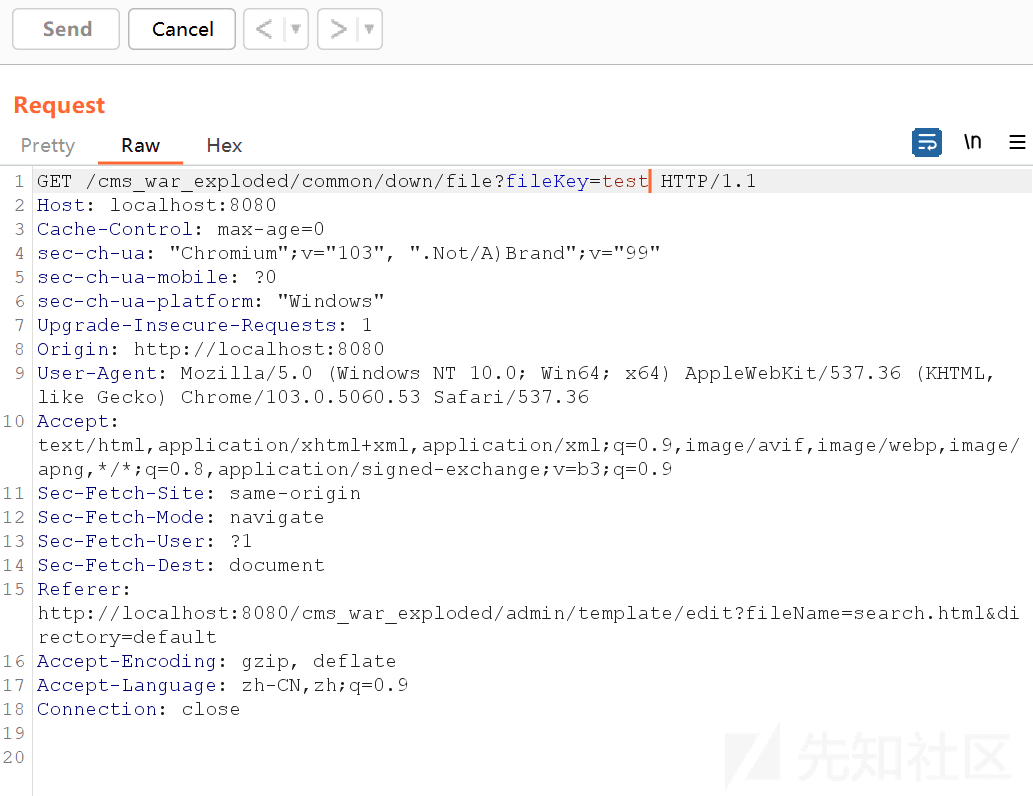 Send Cancel < ▼ > ▼
Request
Pretty Raw Hex \n
1 GET /cms_war_exploded/common/down/file?fileKey=test HTTP/1.1
2 Host: localhost:8080
3 Cache-Control: max-age=0
4 sec-ch-ua: "Chromium";v="103", ".Not/A)Brand";v="99"
5 sec-ch-ua-mobile: ?0
6 sec-ch-ua-platform: "Windows"
7 Upgrade-Insecure-Requests: 1
8 Origin: http://localhost:8080
9 User-Agent: Mozilla/5.0 (Windows NT 10.0; Win64; x64) AppleWebKit/537.36 (KHTML,
like Gecko) Chrome/103.0.5060.53 Safari/537.36
10 Accept:
text/html,application/xhtml+xml,application/xml;q=0.9,image/avif,image/webp,image/
apng,*/*;q=0.8,application/signed-exchange;v=b3;q=0.9
11 Sec-Fetch-Site: same-origin
12 Sec-Fetch-Mode: navigate
13 Sec-Fetch-User: ?1
14 Sec-Fetch-Dest: document
15 Referer:
http://localhost:8080/cms_war_exploded/admin/template/edit?fileName=search.html&di
rectory=default
16 Accept-Encoding: gzip, deflate
17 Accept-Language: zh-CN,zh;q=0.9
18 Connection: close
19
20
先知社区